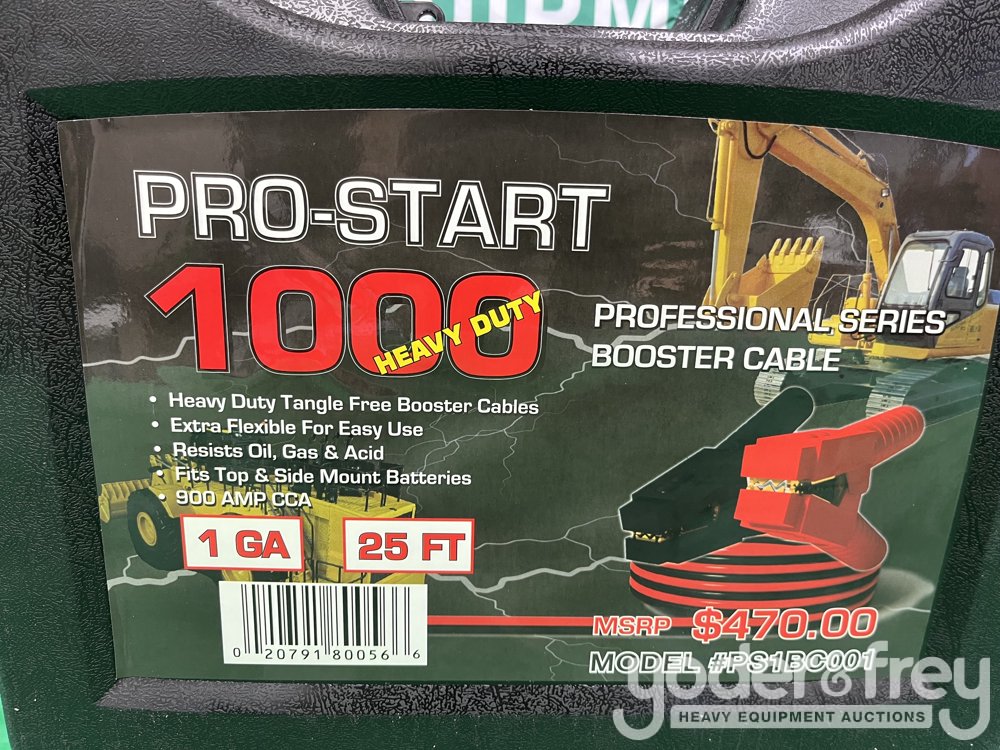 PRO-START
1000
HEAVY DUTY
PROFESSIONAL SERIES
BOOSTER CABLE
• Heavy Duty Tangle Free Booster Cables
• Extra Flexible For Easy Use
• Resists Oil, Gas & Acid
• Fits Top & Side Mount Batteries
• 900 AMP CCA
1 GA
25 FT
0 20791 80056 6
MSRP $470.00
MODEL #PS1BC001
yoder&frey
HEAVY EQUIPMENT AUCTIONS